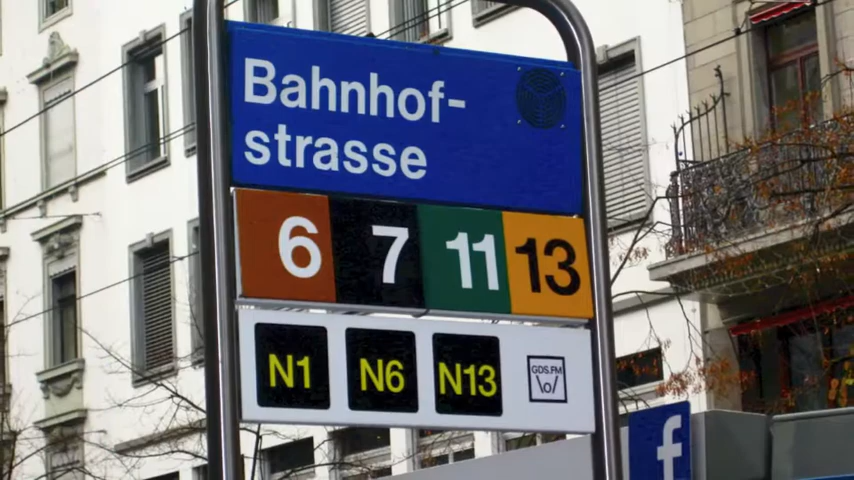 Bahnhof-
strasse
6 7 11 13
N1 N6 N13 GDS.FM
\o/
f